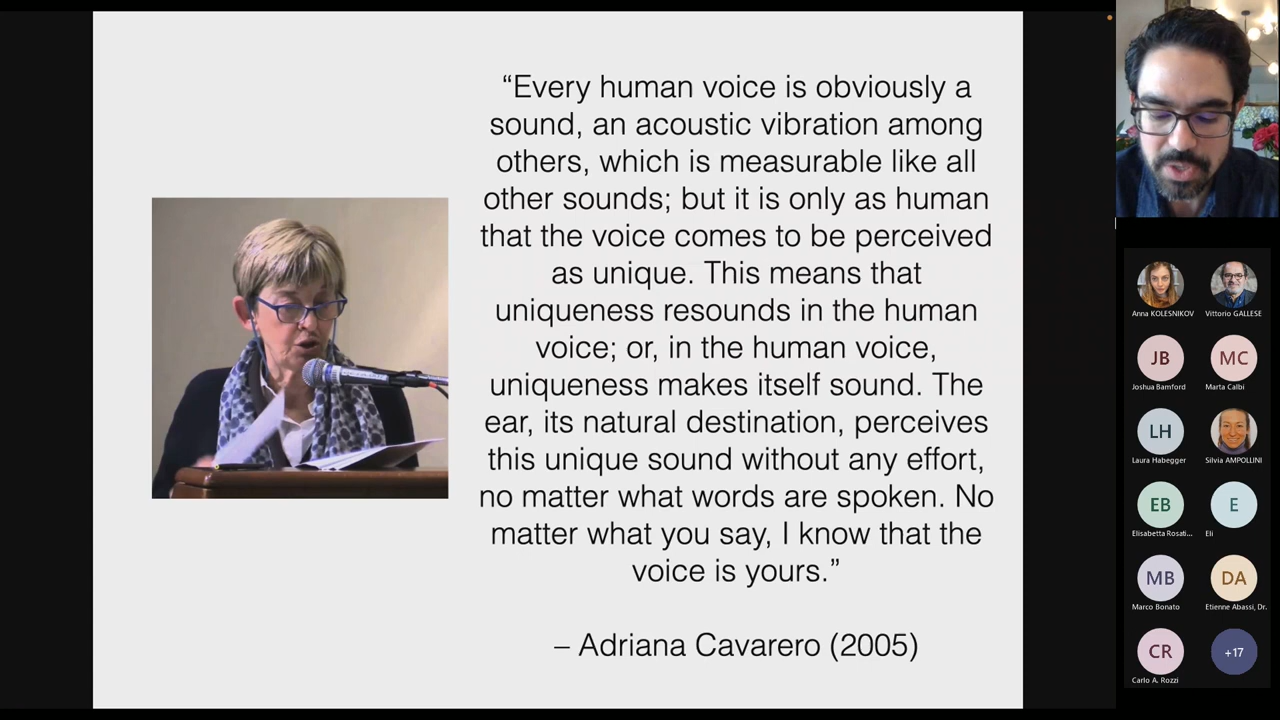 “Every human voice is obviously a
sound, an acoustic vibration among
others, which is measurable like all
other sounds; but it is only as human
that the voice comes to be perceived
as unique. This means that
uniqueness resounds in the human
voice; or, in the human voice,
uniqueness makes itself sound. The
ear, its natural destination, perceives
this unique sound without any effort,
no matter what words are spoken. No
matter what you say, I know that the
voice is yours.”
– Adriana Cavarero (2005)
Anna KOLESNIKOV
Vittorio GALLESE
JB
MC
Joshua Bamford
Marta Calbi
LH
Laura Habegger
Silvia AMPOLLINI
EB
E
Elisabetta Rosati...
Eli
MB
DA
Marco Bonato
Etienne Abassi, Dr.
CR
+17
Carlo A. Rozzi